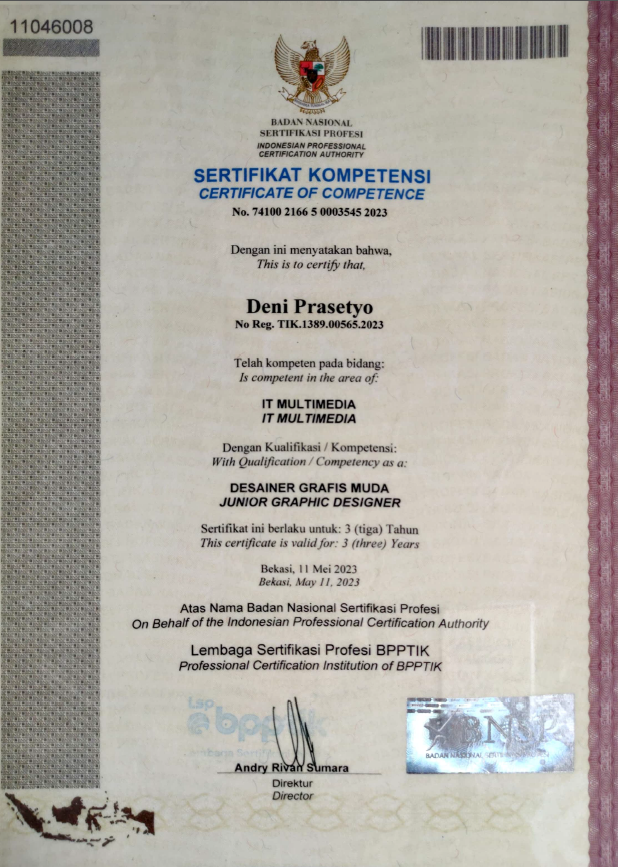 11046008
BADAN NASIONAL
SERTIFIKASI PROFESI
INDONESIAN PROFESSIONAL
CERTIFICATION AUTHORITY
SERTIFIKAT KOMPETENSI
CERTIFICATE OF COMPETENCE
No. 74100 2166 5 0003545 2023
Dengan ini menyatakan bahwa,
This is to certify that,
Deni Prasetyo
No Reg. TIK.1389.00565.2023
Telah kompeten pada bidang:
Is competent in the area of:
IT MULTIMEDIA
IT MULTIMEDIA
Dengan Kualifikasi / Kompetensi:
With Qualification / Competency as a:
DESAINER GRAFIS MUDA
JUNIOR GRAPHIC DESIGNER
Sertifikat ini berlaku untuk: 3 (tiga) Tahun
This certificate is valid for: 3 (three) Years
Bekasi, 11 Mei 2023
Bekasi, May 11, 2023
Atas Nama Badan Nasional Sertifikasi Profesi
On Behalf of the Indonesian Professional Certification Authority
Lembaga Sertifikasi Profesi BPPTIK
Professional Certification Institution of BPPTIK
lsp
bpptik
Lembaga
BNSP
BADAN NASIONAL
Andry Rivan Sumara
Direktur
Director